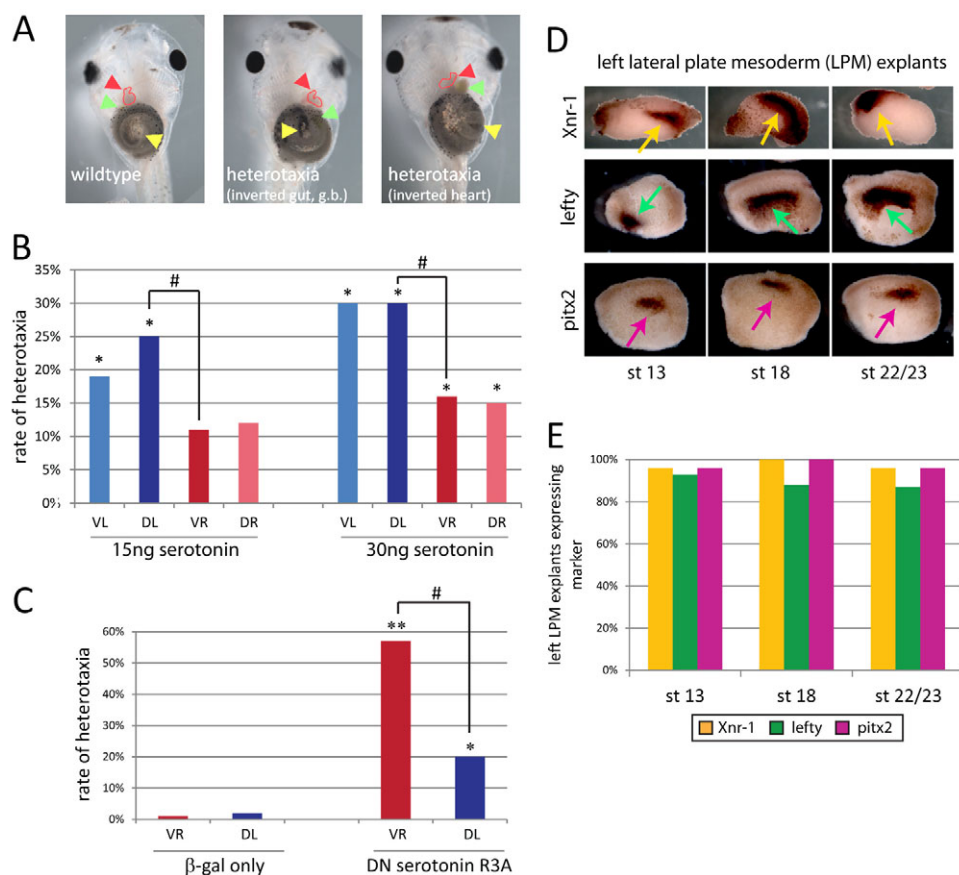 A
wildtype
heterotaxia
(inverted gut, g.b.)
heterotaxia
(inverted heart)
B
rate of heterotaxia
35%
30%
25%
20%
15%
10%
5%
0%
*
*
#
*
*
#
*
*
VL
DL
VR
DR
VL
DL
VR
DR
15ng serotonin
30ng serotonin
C
rate of heterotaxia
60%
50%
40%
30%
20%
10%
0%
**
#
*
VR
DL
VR
DL
β-gal only
DN serotonin R3A
D
left lateral plate mesoderm (LPM) explants
Xnr-1
lefty
pitx2
st 13
st 18
st 22/23
E
left LPM explants expressing
marker
100%
80%
60%
40%
20%
0%
st 13
st 18
st 22/23
Xnr-1
lefty
pitx2